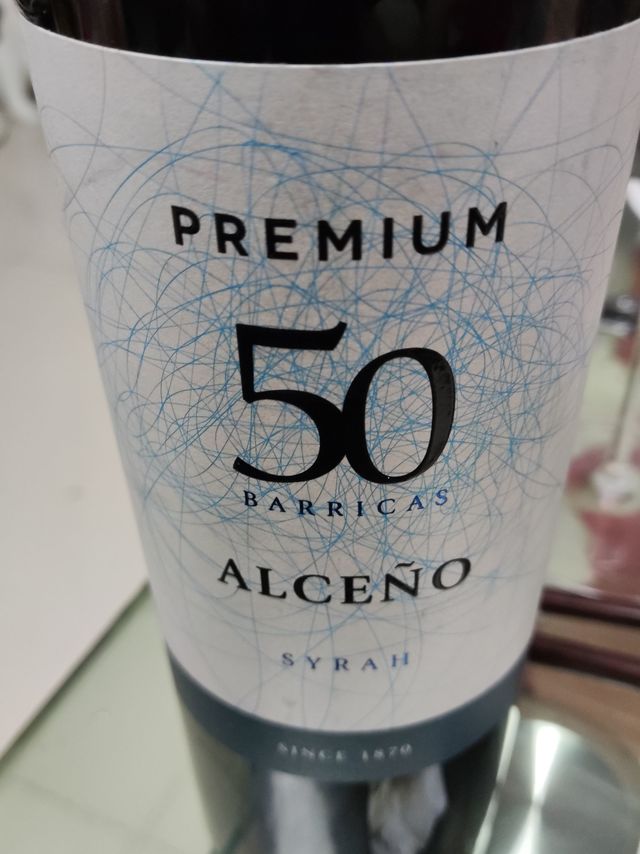 PREMIUM
50
BARRICAS
ALCEÑO
SYRAH
SINCE 1870